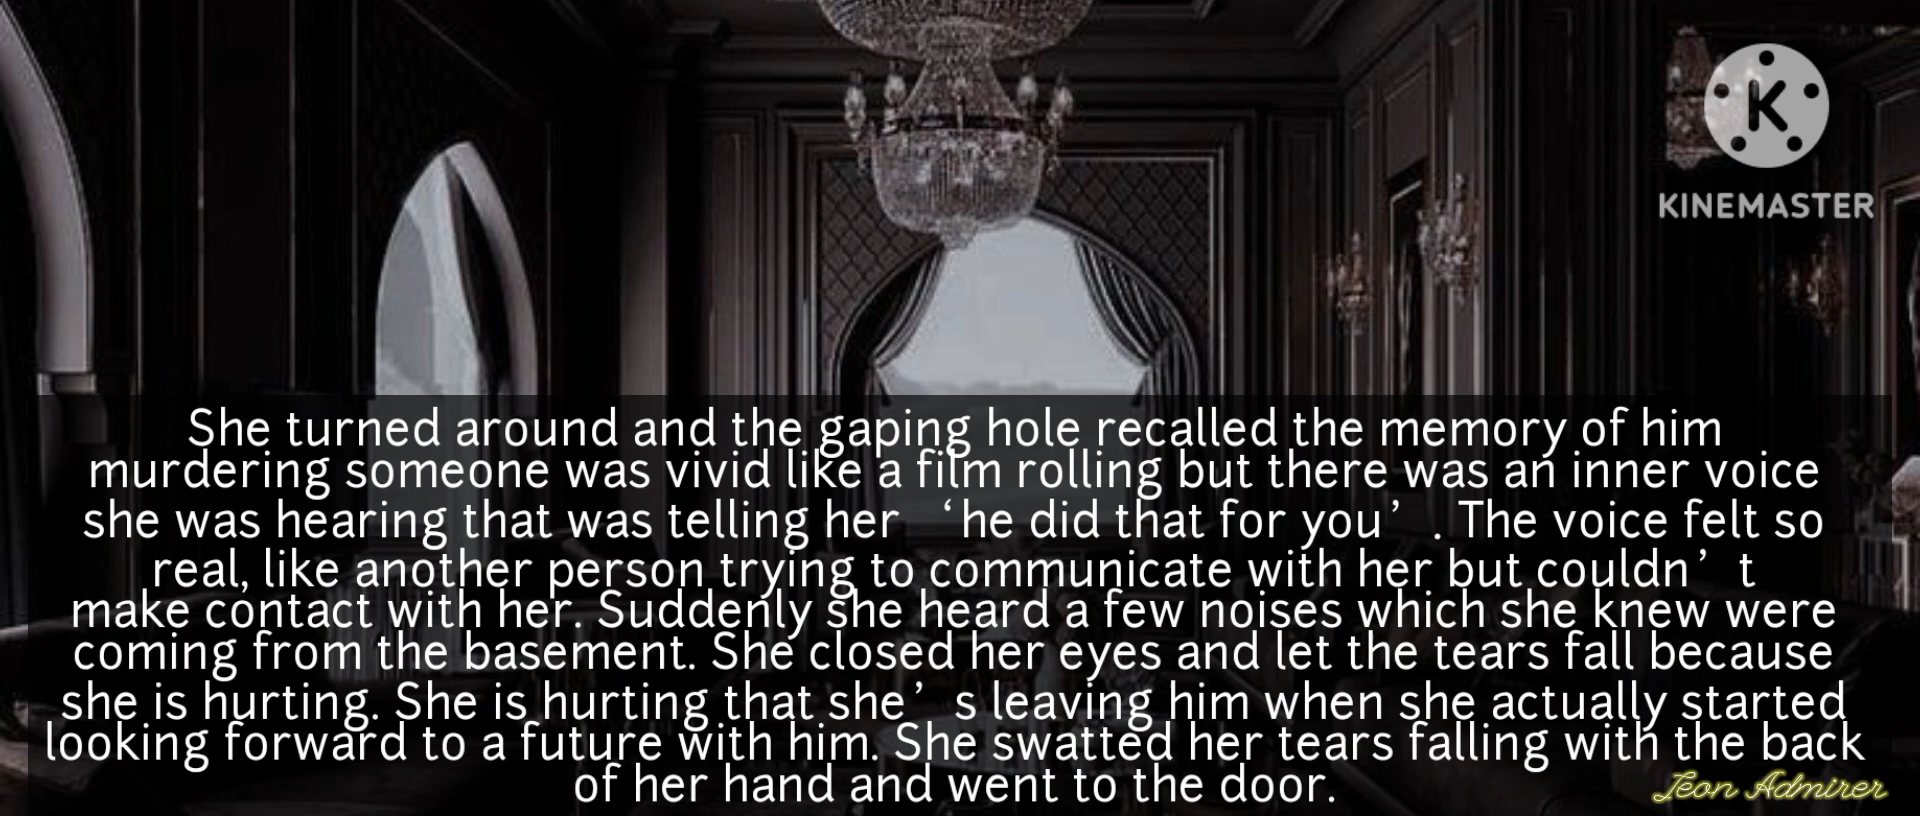 KINEMASTER
She turned around and the gaping hole recalled the memory of him
murdering someone was vivid like a film rolling but there was an inner voice
she was hearing that was telling her ‘he did that for you’ . The voice felt so
real, like another person trying to communicate with her but couldn’ t
make contact with her. Suddenly she heard a few noises which she knew were
coming from the basement. She closed her eyes and let the tears fall because
she is hurting. She is hurting that she’ s leaving him when she actually started
looking forward to a future with him. She swatted her tears falling with the back
of her hand and went to the door.
Jeon Admirer